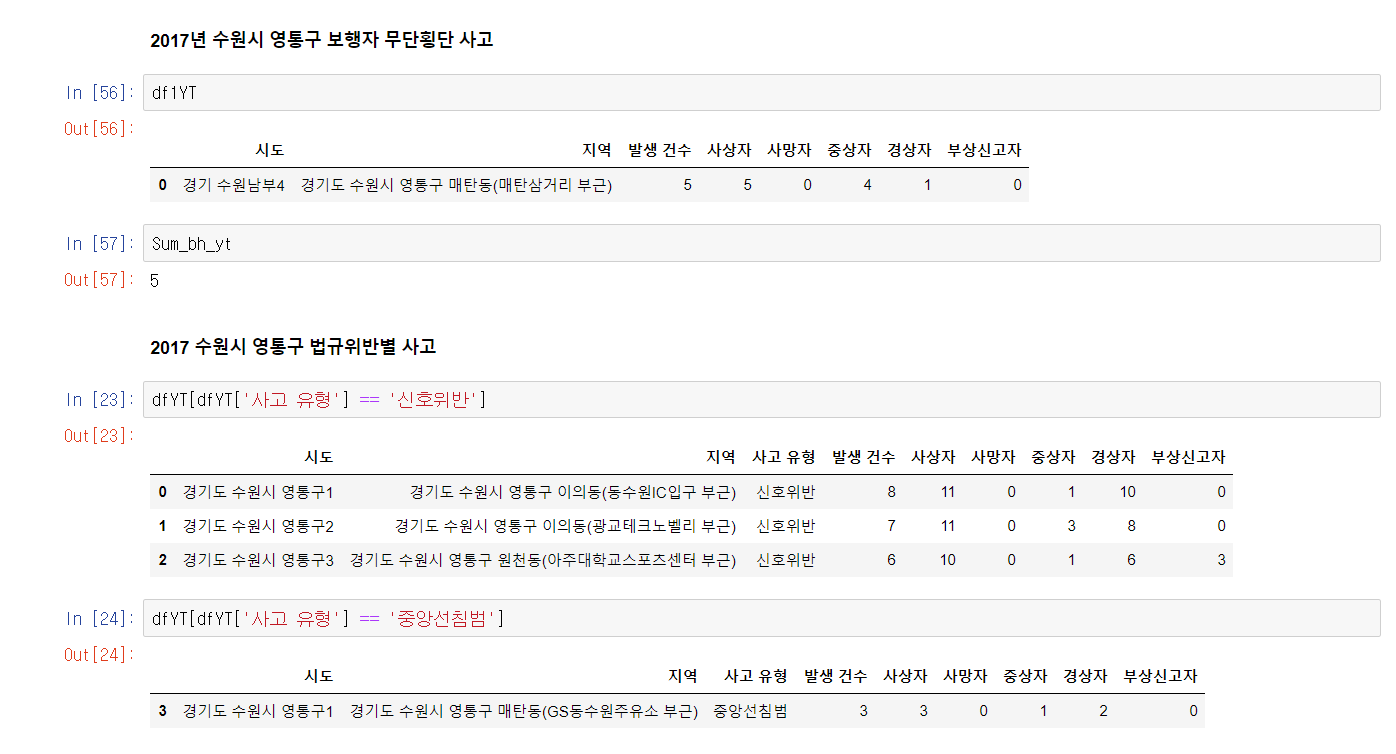 2017년 수원시 영통구 보행자 무단횡단 사고
In [56]: df1YT
Out[56]:
시도 지역 발생 건수 사상자 사망자 중상자 경상자 부상신고자
0 경기 수원남부4 경기도 수원시 영통구 매탄동(매탄삼거리 부근) 5 5 0 4 1 0
In [57]: Sum_bh_yt
Out[57]: 5
2017 수원시 영통구 법규위반별 사고
In [23]: dfYT[dfYT['사고 유형'] == '신호위반']
Out[23]:
시도 지역 사고 유형 발생 건수 사상자 사망자 중상자 경상자 부상신고자
0 경기도 수원시 영통구1 경기도 수원시 영통구 이의동(동수원IC입구 부근) 신호위반 8 11 0 1 10 0
1 경기도 수원시 영통구2 경기도 수원시 영통구 이의동(광교테크노벨리 부근) 신호위반 7 11 0 3 8 0
2 경기도 수원시 영통구3 경기도 수원시 영통구 원천동(아주대학교스포츠센터 부근) 신호위반 6 10 0 1 6 3
In [24]: dfYT[dfYT['사고 유형'] == '중앙선침범']
Out[24]:
시도 지역 사고 유형 발생 건수 사상자 사망자 중상자 경상자 부상신고자
3 경기도 수원시 영통구1 경기도 수원시 영통구 매탄동(GS동수원주유소 부근) 중앙선침범 3 3 0 1 2 0